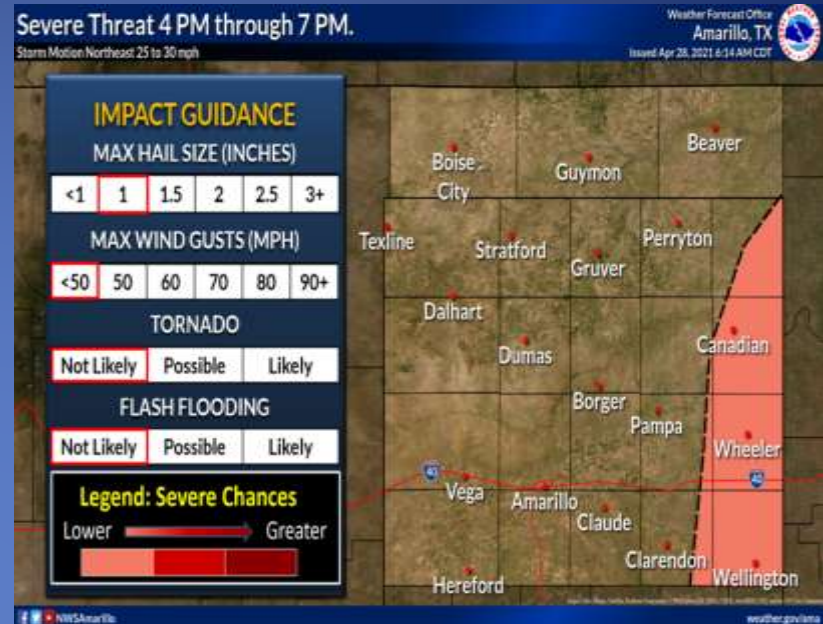 Severe Threat 4 PM through 7 PM.
Storm Motion Northeast 25 to 30 mph
Weather Forecast Office
Amarillo, TX
Issued Apr 28, 2021 6:14 AM CDT
IMPACT GUIDANCE
MAX HAIL SIZE (INCHES)
<1 1 1.5 2 2.5 3+
MAX WIND GUSTS (MPH)
<50 50 60 70 80 90+
TORNADO
Not Likely Possible Likely
FLASH FLOODING
Not Likely Possible Likely
Legend: Severe Chances
Lower Greater
Beaver
Boise
City
Guymon
Texline
Stratford
Perryton
Gruver
Dalhart
Dumas
Canadian
Borger
Pampa
Wheeler
40
40
Vega
Amarillo
Claude
Clarendon
Hereford
Wellington
NWSAmarillo
weather.gov/ama